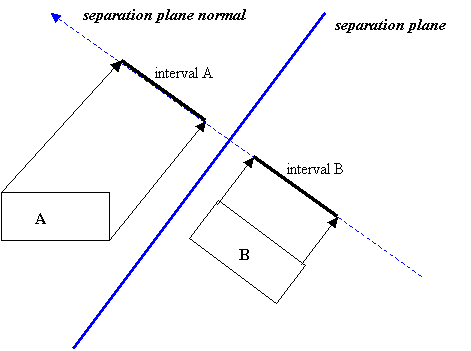 separation plane normal
separation plane
interval A
interval B
A
B